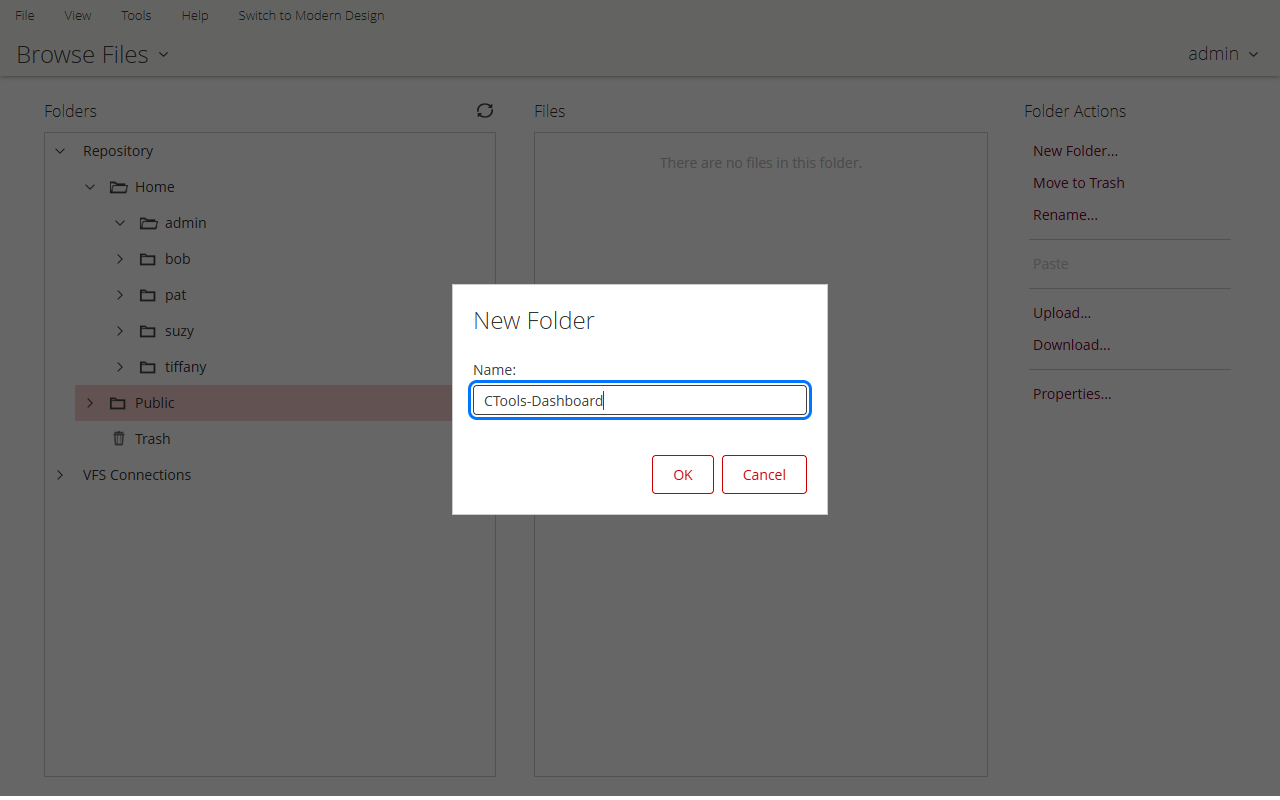 File View Tools Help Switch to Modern Design
Browse Files
admin
Folders
Repository
Home
admin
bob
pat
suzy
tiffany
Public
Trash
VFS Connections
Files
There are no files in this folder.
Folder Actions
New Folder...
Move to Trash
Rename...
Paste
Upload...
Download...
Properties...
New Folder
Name:
CTools-Dashboard
OK Cancel